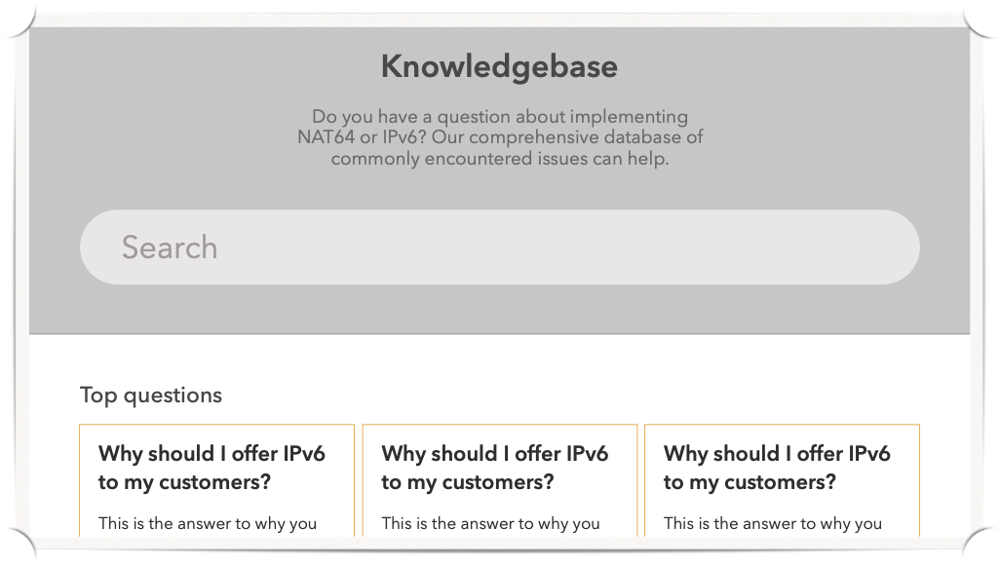 Knowledgebase
Do you have a question about implementing
NAT64 or IPv6? Our comprehensive database of
commonly encountered issues can help.
Search
Top questions
Why should I offer IPv6
to my customers?
This is the answer to why you
Why should I offer IPv6
to my customers?
This is the answer to why you
Why should I offer IPv6
to my customers?
This is the answer to why you